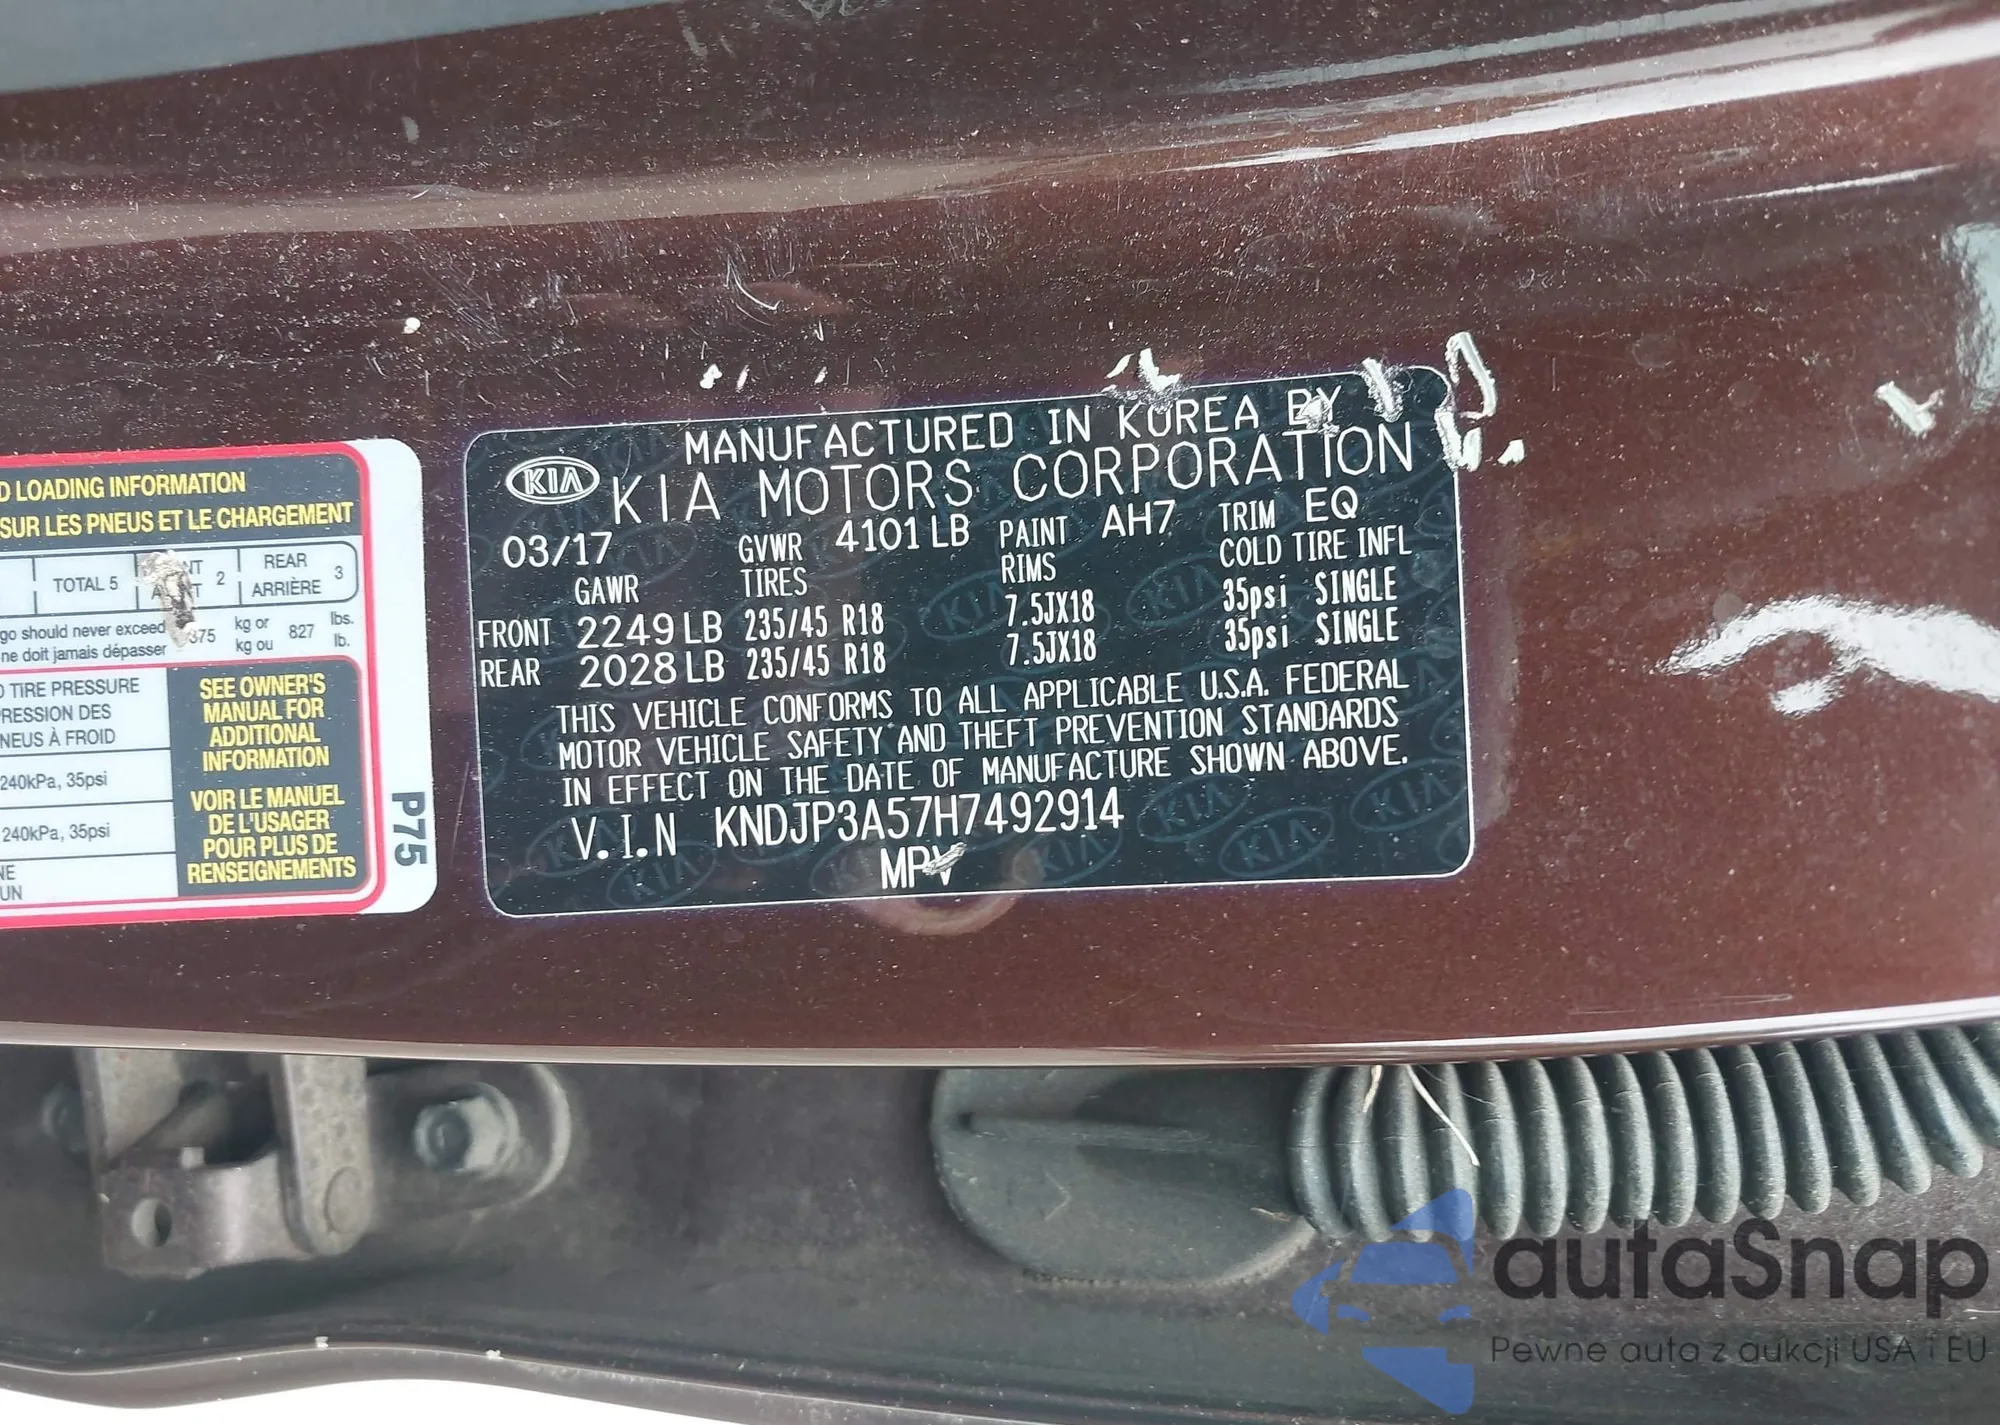 D LOADING INFORMATION
SUR LES PNEUS ET LE CHARGEMENT
TOTAL 5
NT
2
REAR
ARRIÈRE
3
go should never exceed
ne doit jamais dépasser
375
kg or
kg ou
827
lbs.
lb.
D TIRE PRESSURE
RESSION DES
NEUS À FROID
240kPa, 35psi
240kPa, 35psi
NE
UN
SEE OWNER'S
MANUAL FOR
ADDITIONAL
INFORMATION
VOIR LE MANUEL
DE L'USAGER
POUR PLUS DE
RENSEIGNEMENTS
P75
MANUFACTURED IN KOREA BY
KIA KIA MOTORS CORPORATION
03/17 GVWR 4101 LB PAINT AH7 TRIM EQ
GAWR TIRES RIMS COLD TIRE INFL
FRONT 2249 LB 235/45 R18 7.5JX18 35psi SINGLE
REAR 2028 LB 235/45 R18 7.5JX18 35psi SINGLE
THIS VEHICLE CONFORMS TO ALL APPLICABLE U.S.A. FEDERAL
MOTOR VEHICLE SAFETY AND THEFT PREVENTION STANDARDS
IN EFFECT ON THE DATE OF MANUFACTURE SHOWN ABOVE.
V.I.N KNDJP3A57H7492914
MPV
autaSnap
Pewne auta z aukcji USA i EU